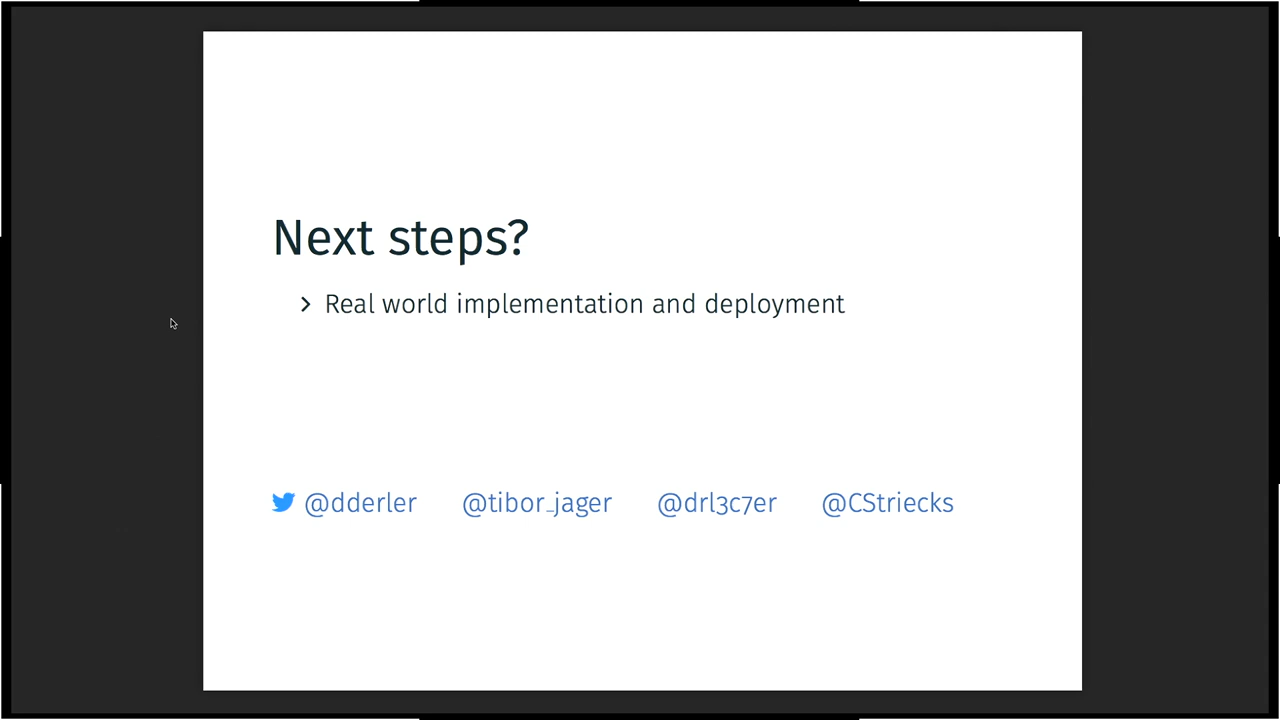 Next steps?
Real world implementation and deployment
@dderler @tibor_jager @drl3c7er @CStriecks